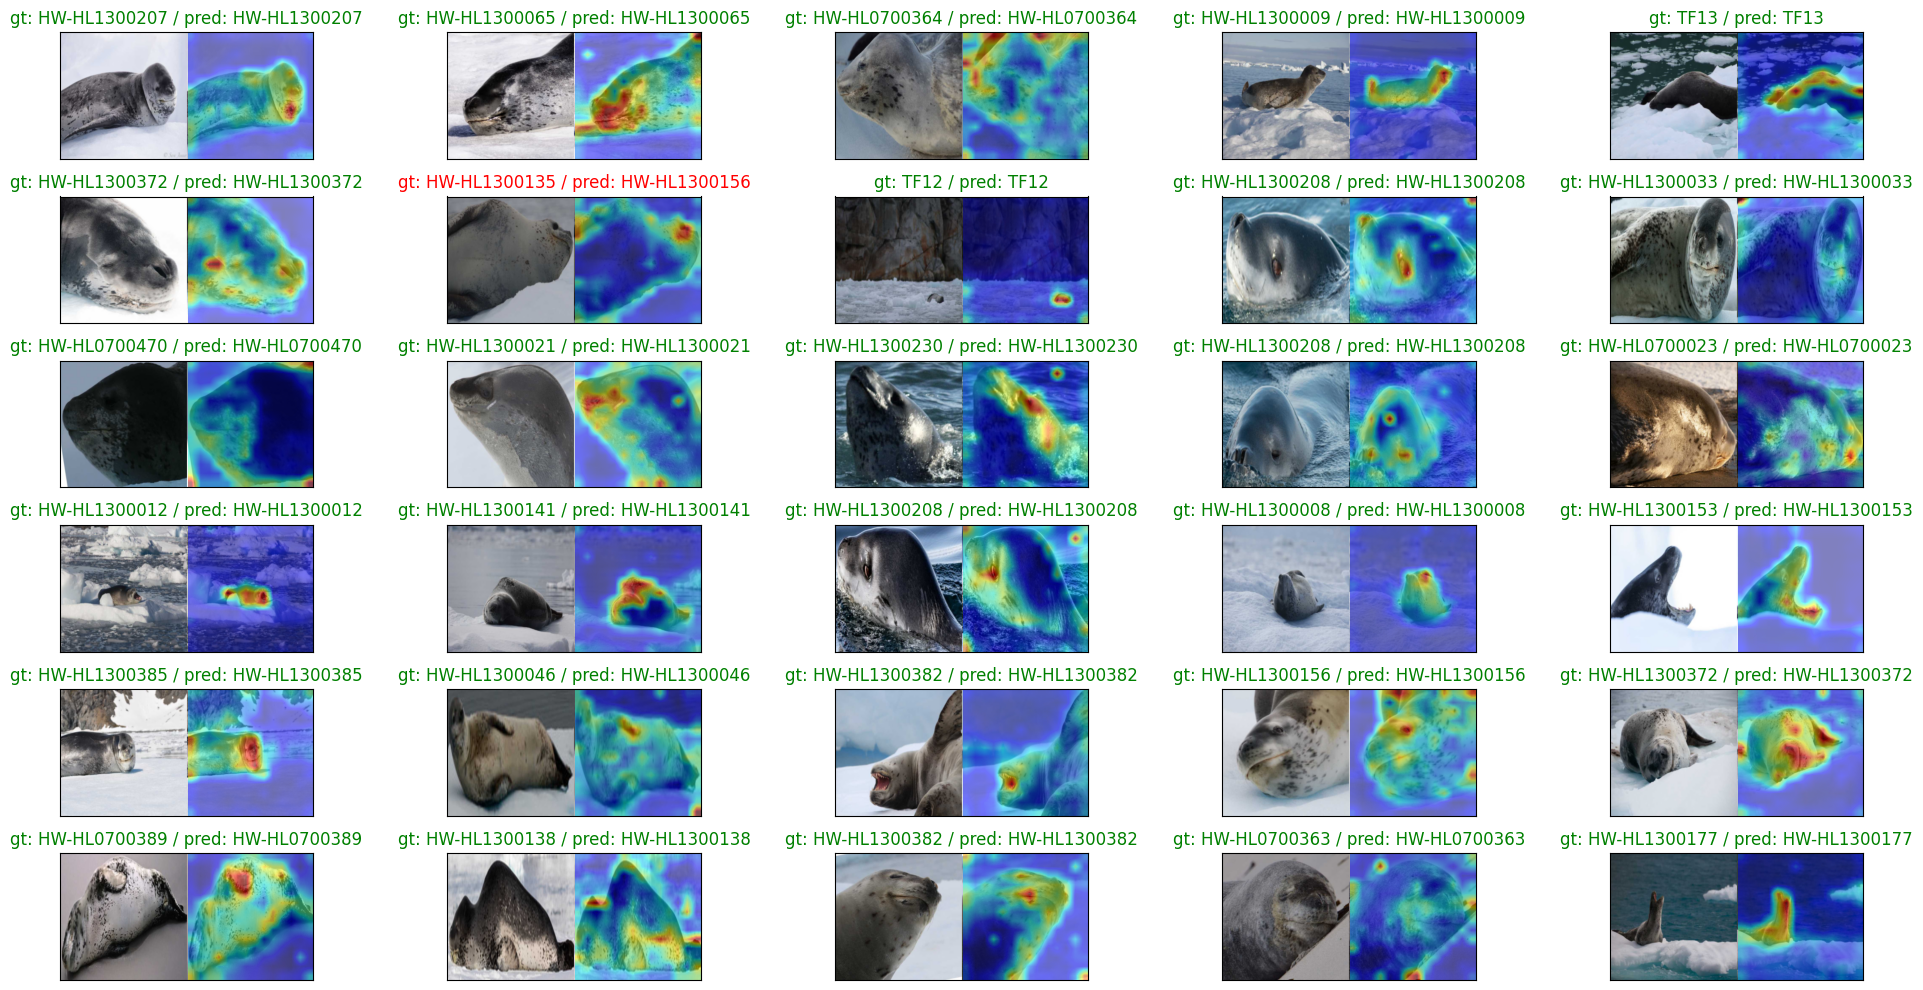 gt: HW-HL1300207 / pred: HW-HL1300207
gt: HW-HL1300065 / pred: HW-HL1300065
gt: HW-HL0700364 / pred: HW-HL0700364
gt: HW-HL1300009 / pred: HW-HL1300009
gt: TF13 / pred: TF13
gt: HW-HL1300372 / pred: HW-HL1300372
gt: HW-HL1300135 / pred: HW-HL1300156
gt: TF12 / pred: TF12
gt: HW-HL1300208 / pred: HW-HL1300208
gt: HW-HL1300033 / pred: HW-HL1300033
gt: HW-HL0700470 / pred: HW-HL0700470
gt: HW-HL1300021 / pred: HW-HL1300021
gt: HW-HL1300230 / pred: HW-HL1300230
gt: HW-HL1300208 / pred: HW-HL1300208
gt: HW-HL0700023 / pred: HW-HL0700023
gt: HW-HL1300012 / pred: HW-HL1300012
gt: HW-HL1300141 / pred: HW-HL1300141
gt: HW-HL1300208 / pred: HW-HL1300208
gt: HW-HL1300008 / pred: HW-HL1300008
gt: HW-HL1300153 / pred: HW-HL1300153
gt: HW-HL1300385 / pred: HW-HL1300385
gt: HW-HL1300046 / pred: HW-HL1300046
gt: HW-HL1300382 / pred: HW-HL1300382
gt: HW-HL1300156 / pred: HW-HL1300156
gt: HW-HL1300372 / pred: HW-HL1300372
gt: HW-HL0700389 / pred: HW-HL0700389
gt: HW-HL1300138 / pred: HW-HL1300138
gt: HW-HL1300382 / pred: HW-HL1300382
gt: HW-HL0700363 / pred: HW-HL0700363
gt: HW-HL1300177 / pred: HW-HL1300177